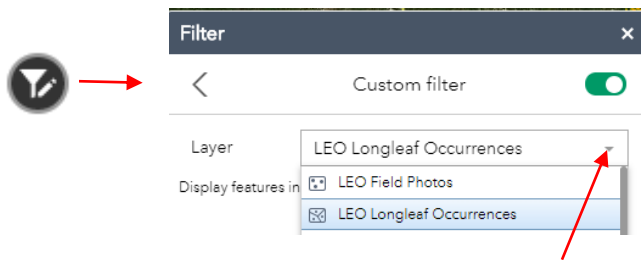 Filter ×
Custom filter
Layer LEO Longleaf Occurrences
Display features in LEO Field Photos
LEO Longleaf Occurrences